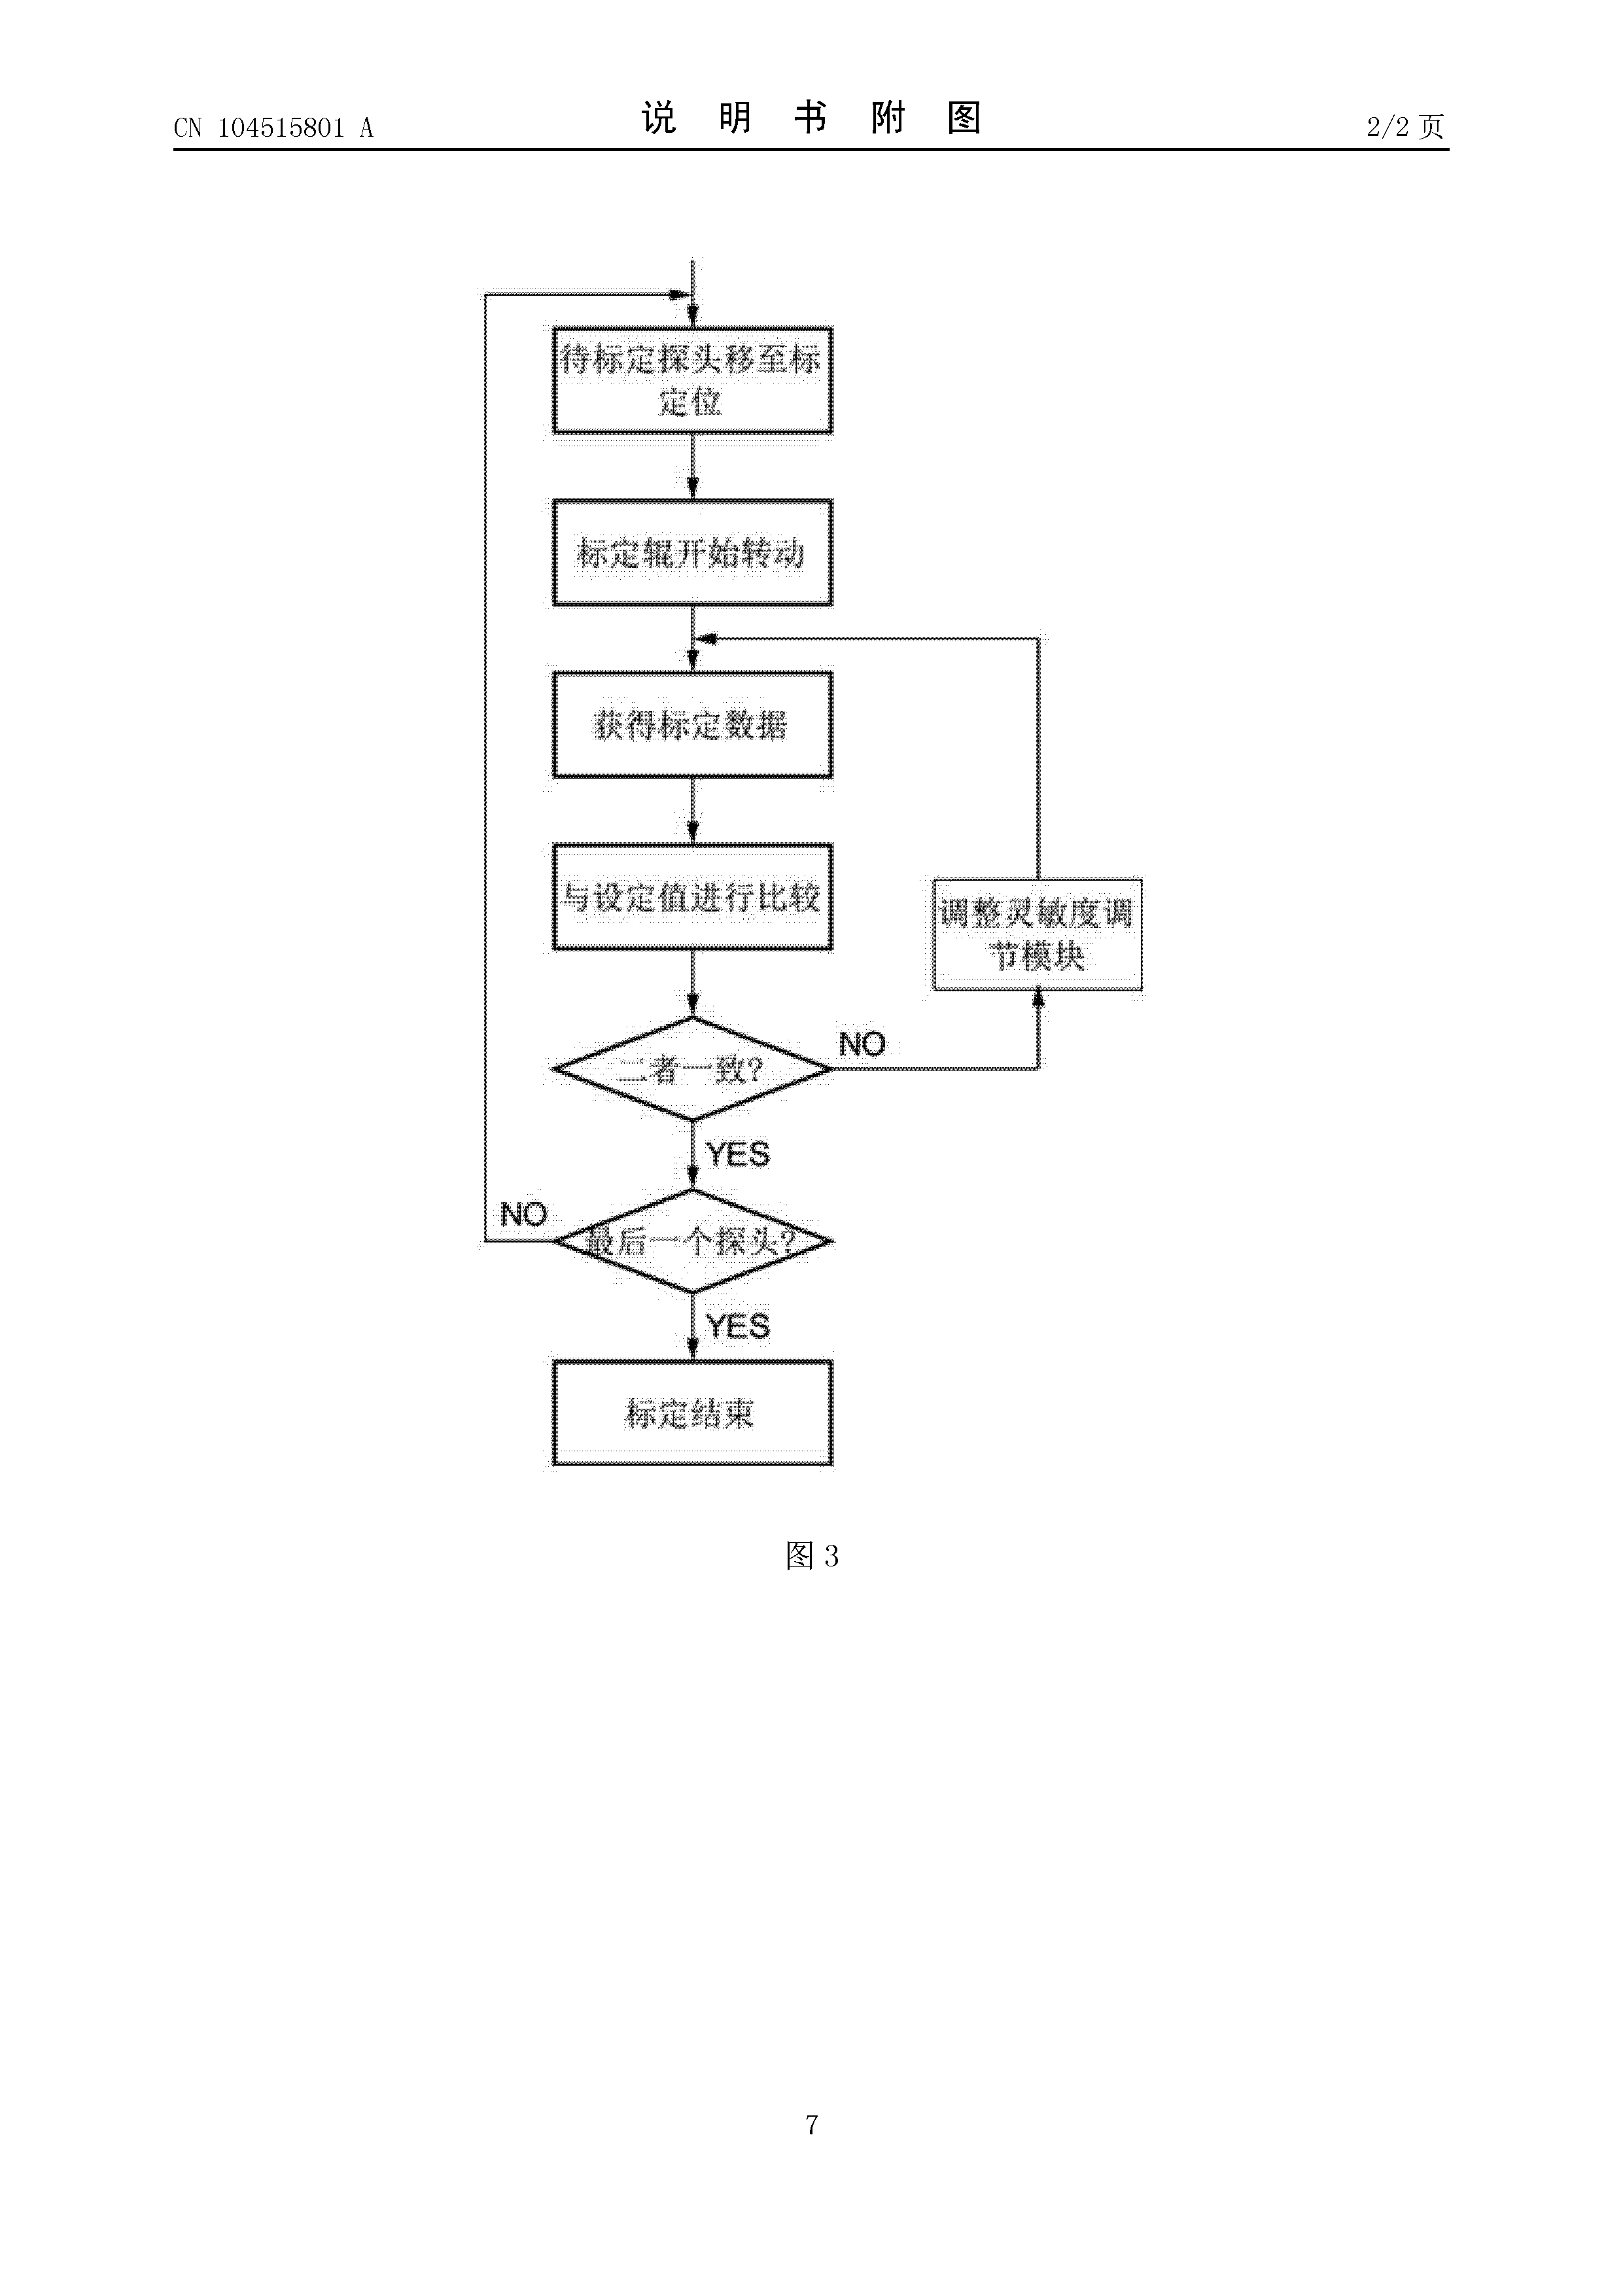 CN 104515801 A
说 明 书 附 图
2/2 页
待标定探头移至标
定位
标定辊开始转动
获得标定数据
与设定值进行比较
调整灵敏度调
节模块
二者一致?
NO
YES
最后一个探头?
NO
YES
标定结束
图 3
7